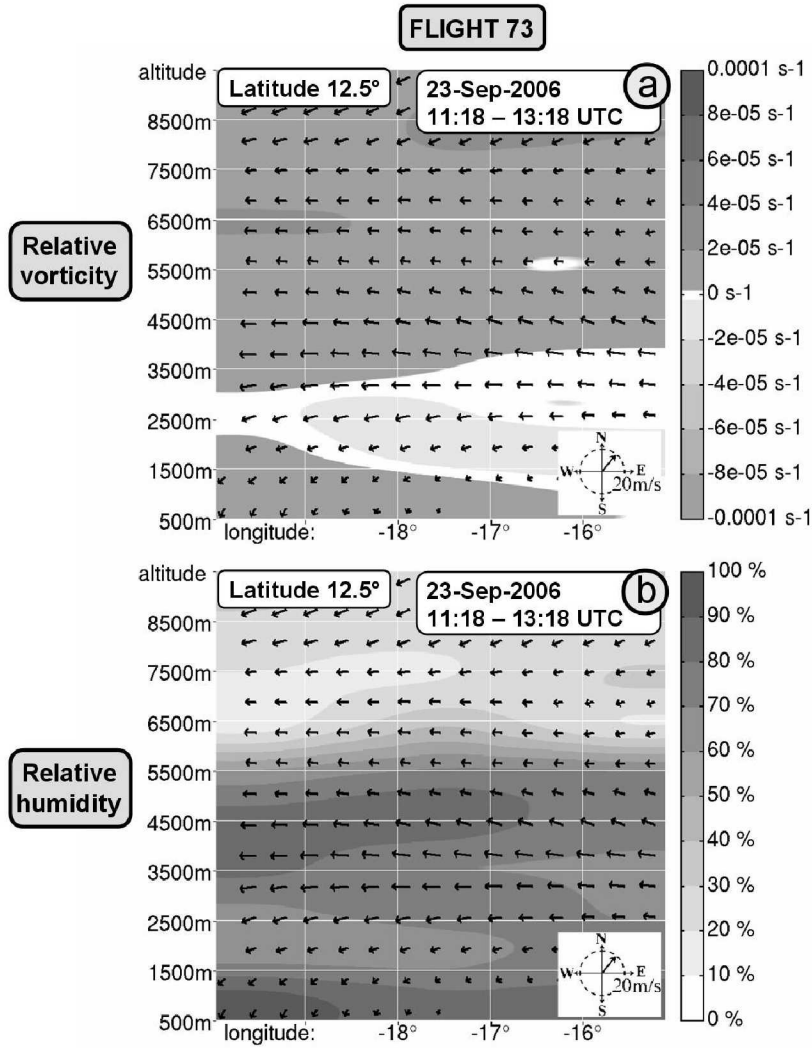 FLIGHT 73
altitude
Latitude 12.5º
23-Sep-2006
11:18 – 13:18 UTC
a
8500m
7500m
6500m
5500m
4500m
3500m
2500m
1500m
500m
longitude:
-18°
-17°
-16°
N
W
E
S
20m/s
0.0001 s-1
8e-05 s-1
6e-05 s-1
4e-05 s-1
2e-05 s-1
0 s-1
-2e-05 s-1
-4e-05 s-1
-6e-05 s-1
-8e-05 s-1
-0.0001 s-1
Relative
vorticity
altitude
Latitude 12.5º
23-Sep-2006
11:18 – 13:18 UTC
b
8500m
7500m
6500m
5500m
4500m
3500m
2500m
1500m
500m
longitude:
-18°
-17°
-16°
N
W
E
S
20m/s
100 %
90 %
80 %
70 %
60 %
50 %
40 %
30 %
20 %
10 %
0 %
Relative
humidity